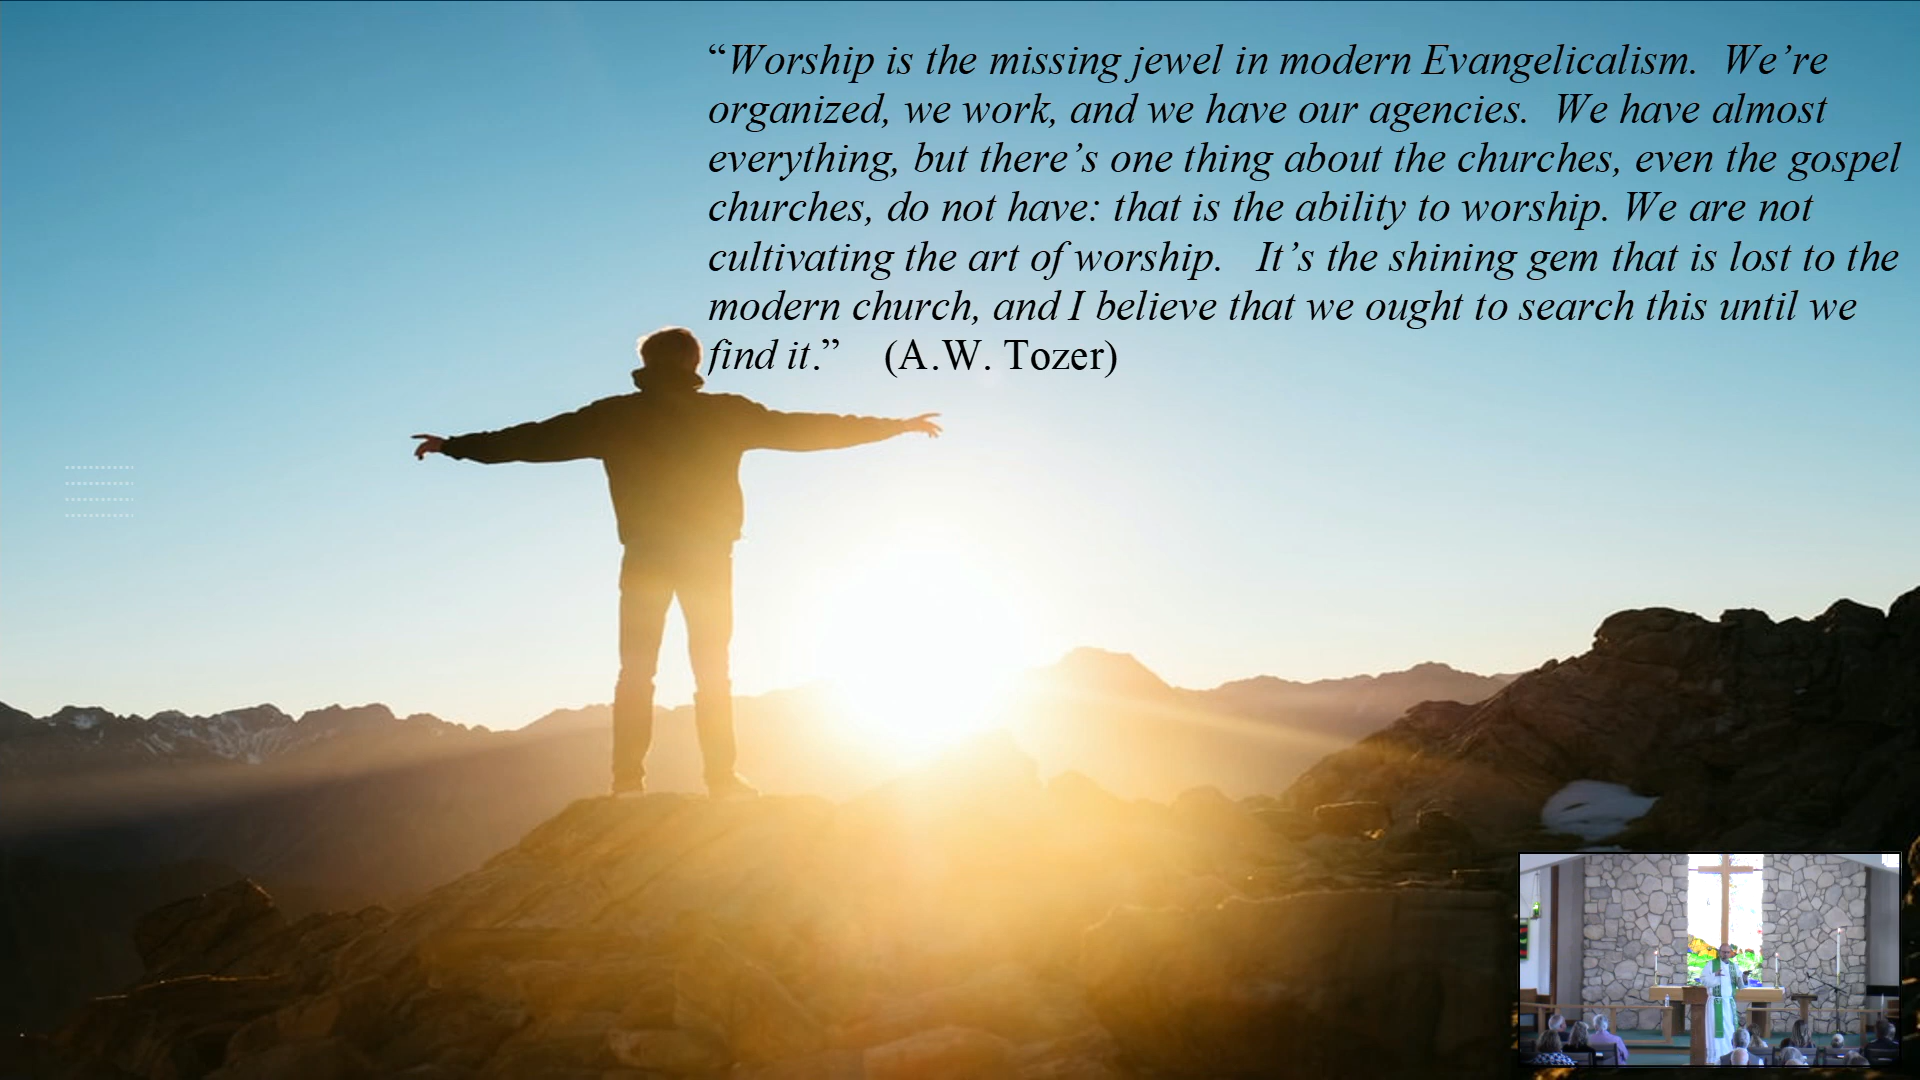 “Worship is the missing jewel in modern Evangelicalism.  We’re
organized, we work, and we have our agencies.  We have almost
everything, but there’s one thing about the churches, even the gospel
churches, do not have: that is the ability to worship. We are not
cultivating the art of worship.   It’s the shining gem that is lost to the
modern church, and I believe that we ought to search this until we
find it.”    (A.W. Tozer)